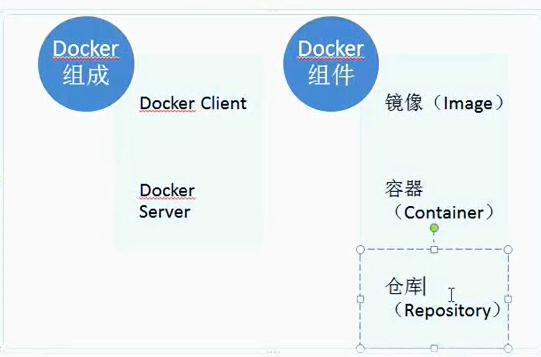 Docker
组成
Docker Client
Docker
Server
Docker
组件
镜像（Image）
容器
（Container）
仓库
（Repository）